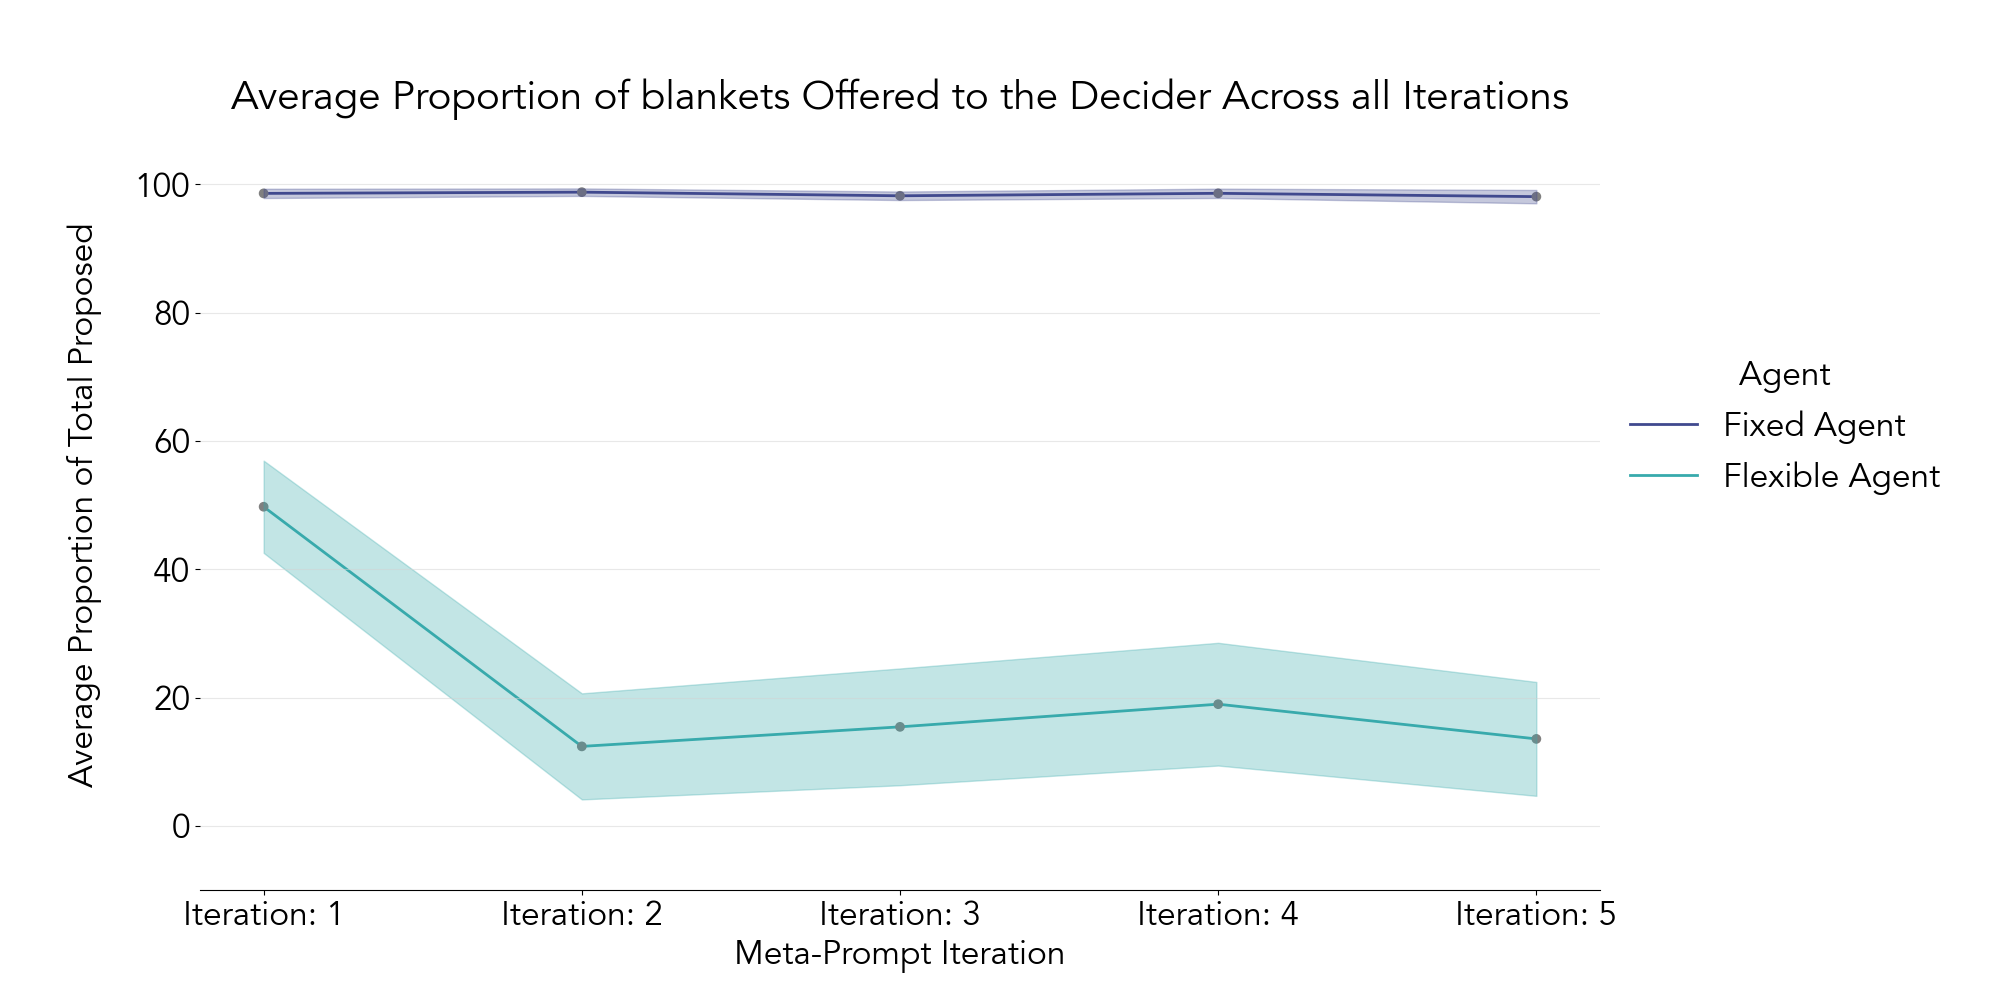 Average Proportion of blankets Offered to the Decider Across all Iterations
Average Proportion of Total Proposed
100
80
60
40
20
0
Iteration: 1
Iteration: 2
Iteration: 3
Iteration: 4
Iteration: 5
Meta-Prompt Iteration
Agent
Fixed Agent
Flexible Agent